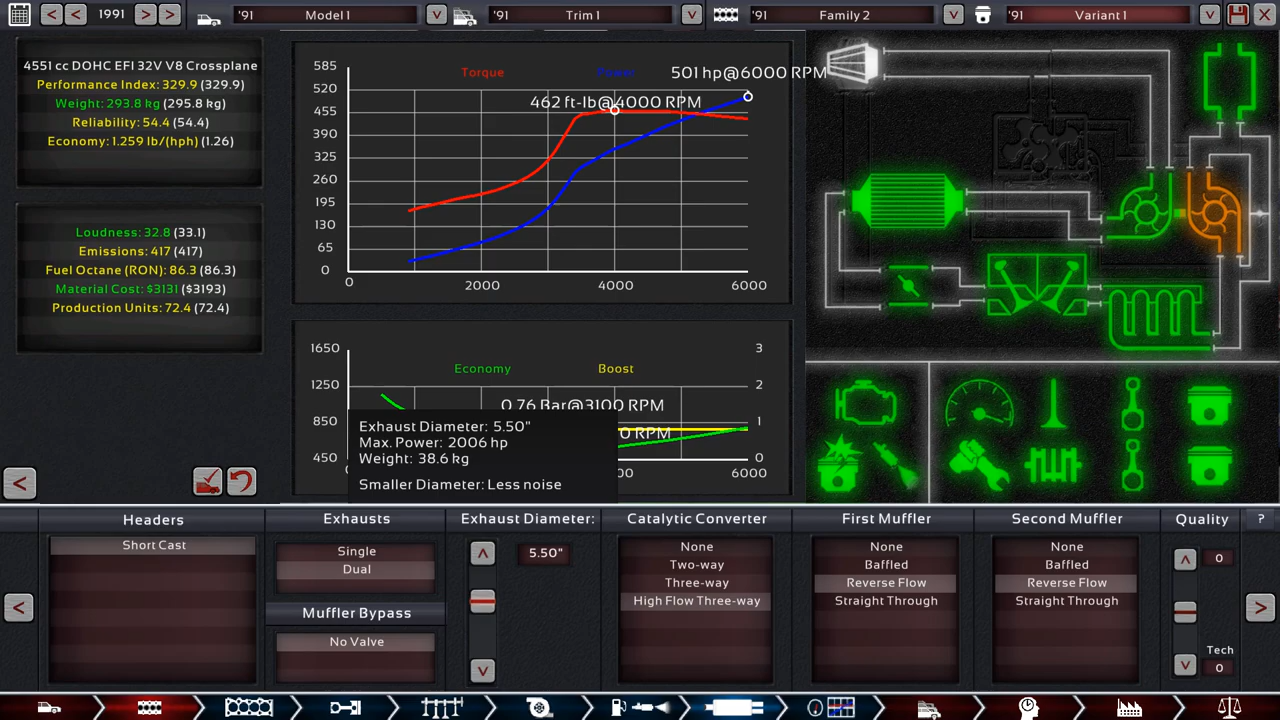 1991
'91 Model 1
'91 Trim 1
'91 Family 2
'91 Variant 1
4551 cc DOHC EFI 32V V8 Crossplane
Performance Index: 329.9 (329.9)
Weight: 293.8 kg (295.8 kg)
Reliability: 54.4 (54.4)
Economy: 1.259 lb/(hph) (1.26)
Loudness: 32.8 (33.1)
Emissions: 417 (417)
Fuel Octane (RON): 86.3 (86.3)
Material Cost: $3131 ($3193)
Production Units: 72.4 (72.4)
585
520
455
390
325
260
195
130
65
0
Torque
Power
501 hp@6000 RPM
462 ft-lb@4000 RPM
0 2000 4000 6000
1650
1250
850
450
3
2
1
0
Economy
Boost
0.76 Bar@3100 RPM
0 RPM
6000
Exhaust Diameter: 5.50"
Max. Power: 2006 hp
Weight: 38.6 kg
Smaller Diameter: Less noise
Headers
Short Cast
Exhausts
Single
Dual
Muffler Bypass
No Valve
Exhaust Diameter:
5.50"
Catalytic Converter
None
Two-way
Three-way
High Flow Three-way
First Muffler
None
Baffled
Reverse Flow
Straight Through
Second Muffler
None
Baffled
Reverse Flow
Straight Through
Quality
0
Tech
0
?